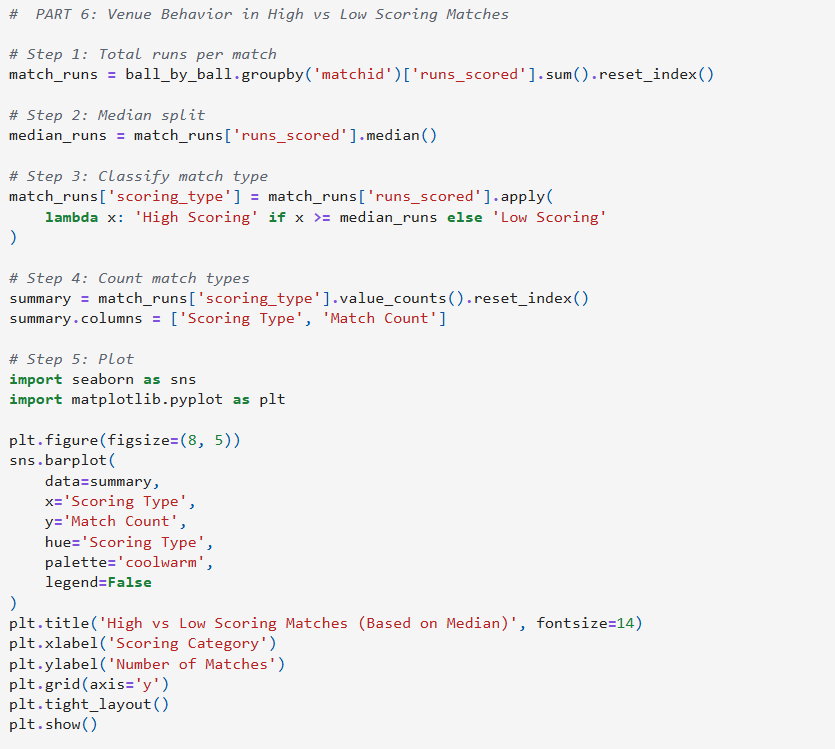 #  PART 6: Venue Behavior in High vs Low Scoring Matches

# Step 1: Total runs per match
match_runs = ball_by_ball.groupby('matchid')['runs_scored'].sum().reset_index()

# Step 2: Median split
median_runs = match_runs['runs_scored'].median()

# Step 3: Classify match type
match_runs['scoring_type'] = match_runs['runs_scored'].apply(
    lambda x: 'High Scoring' if x >= median_runs else 'Low Scoring'
)

# Step 4: Count match types
summary = match_runs['scoring_type'].value_counts().reset_index()
summary.columns = ['Scoring Type', 'Match Count']

# Step 5: Plot
import seaborn as sns
import matplotlib.pyplot as plt

plt.figure(figsize=(8, 5))
sns.barplot(
    data=summary,
    x='Scoring Type',
    y='Match Count',
    hue='Scoring Type',
    palette='coolwarm',
    legend=False
)
plt.title('High vs Low Scoring Matches (Based on Median)', fontsize=14)
plt.xlabel('Scoring Category')
plt.ylabel('Number of Matches')
plt.grid(axis='y')
plt.tight_layout()
plt.show()